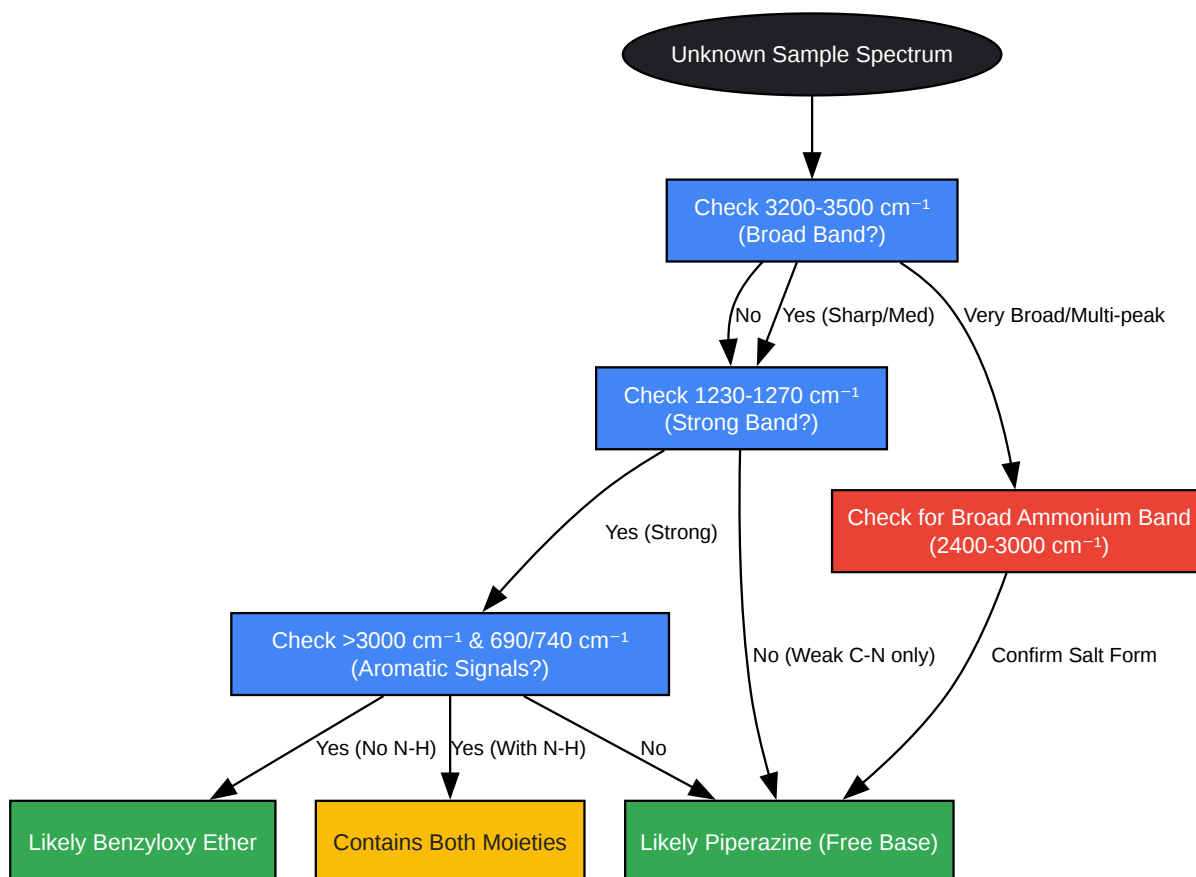 Unknown Sample Spectrum
Check 3200-3500 cm⁻¹
(Broad Band?)
No
Yes (Sharp/Med)
Very Broad/Multi-peak
Check 1230-1270 cm⁻¹
(Strong Band?)
Yes (Strong)
Check for Broad Ammonium Band
(2400-3000 cm⁻¹)
Check >3000 cm⁻¹ & 690/740 cm⁻¹
(Aromatic Signals?)
No (Weak C-N only)
Confirm Salt Form
Yes (No N-H)
Yes (With N-H)
No
Likely Benzyloxy Ether
Contains Both Moieties
Likely Piperazine (Free Base)